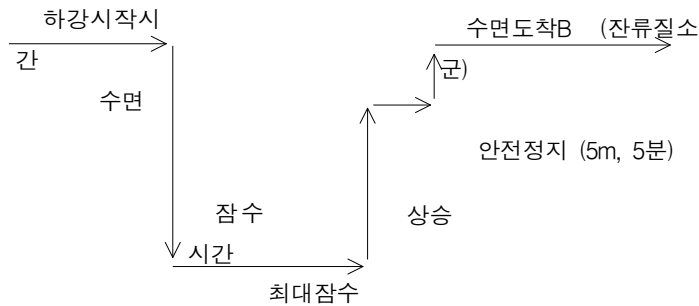 하강시작시
간
수면도착B (잔류질소
군)
수면
안전정지 (5m, 5분)
잠수
시간
상승
최대잠수